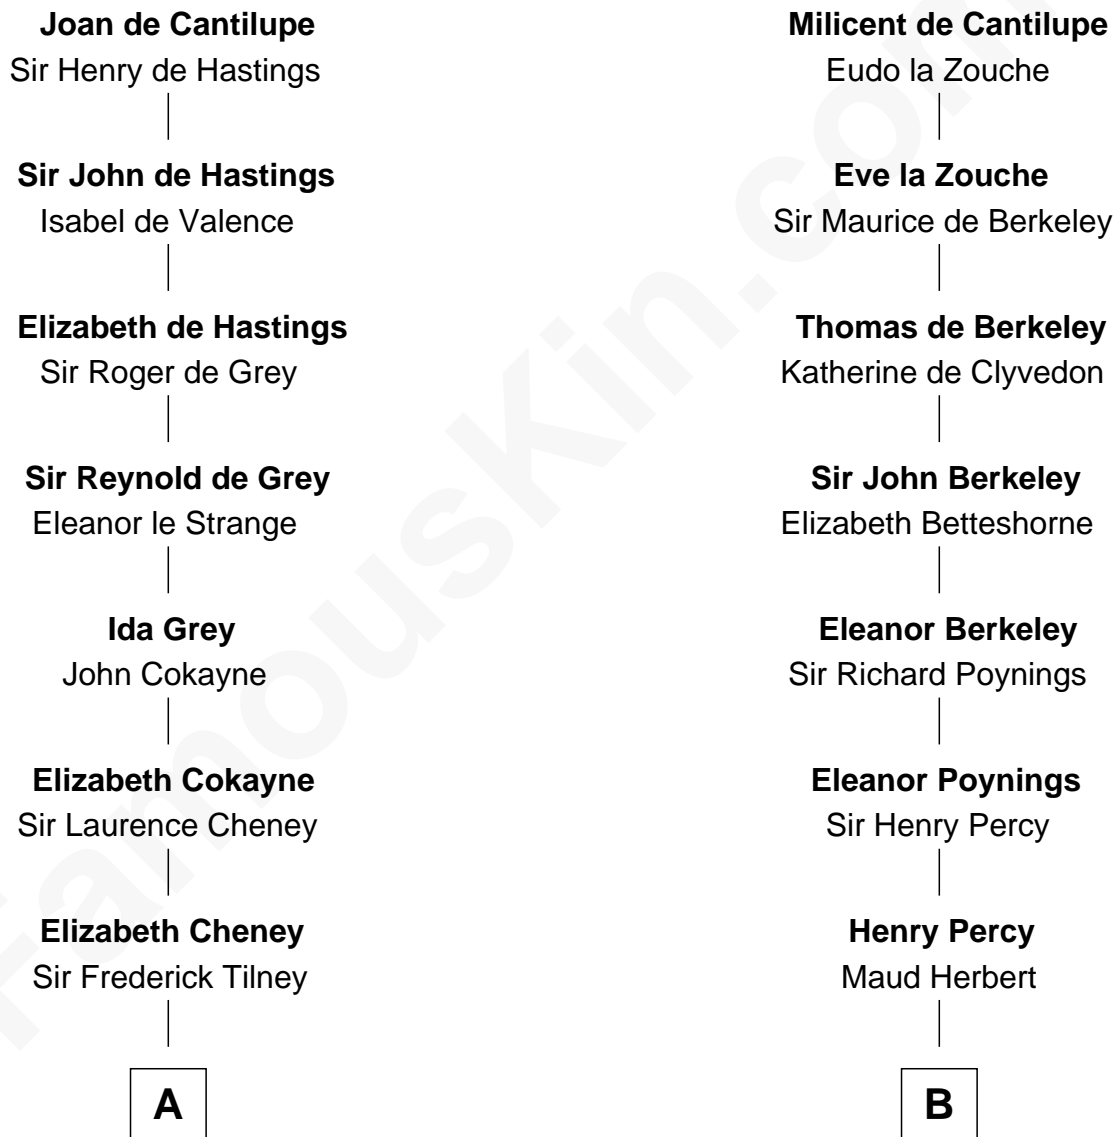 Joan de Cantilupe
Sir Henry de Hastings
Sir John de Hastings
Isabel de Valence
Elizabeth de Hastings
Sir Roger de Grey
Sir Reynold de Grey
Eleanor le Strange
Ida Grey
John Cokayne
Elizabeth Cokayne
Sir Laurence Cheney
Elizabeth Cheney
Sir Frederick Tilney
A
Milicent de Cantilupe
Eudo la Zouche
Eve la Zouche
Sir Maurice de Berkeley
Thomas de Berkeley
Katherine de Clyvedon
Sir John Berkeley
Elizabeth Betteshorne
Eleanor Berkeley
Sir Richard Poynings
Eleanor Poynings
Sir Henry Percy
Henry Percy
Maud Herbert
B
FamousKin.com